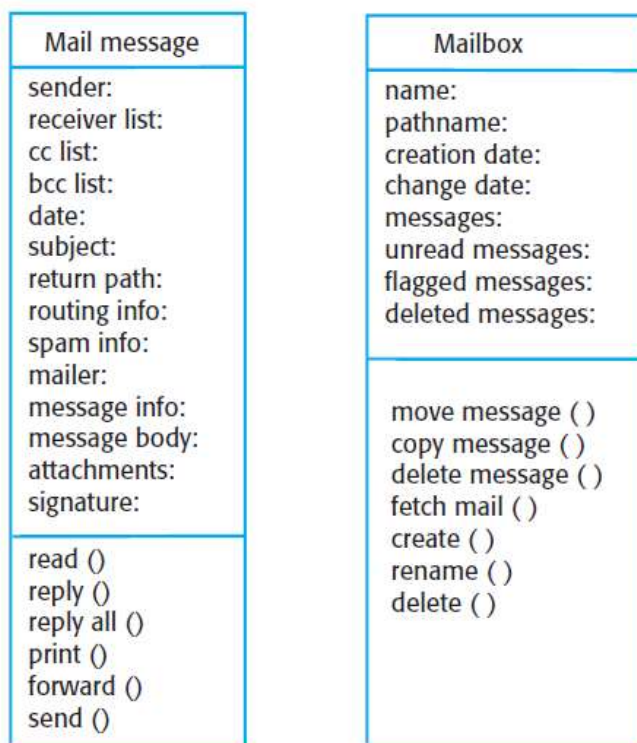 Mail message
sender:
receiver list:
cc list:
bcc list:
date:
subject:
return path:
routing info:
spam info:
mailer:
message info:
message body:
attachments:
signature:
read ()
reply ()
reply all ()
print ()
forward ()
send ()
Mailbox
name:
pathname:
creation date:
change date:
messages:
unread messages:
flagged messages:
deleted messages:
move message ( )
copy message ( )
delete message ( )
fetch mail ( )
create ( )
rename ( )
delete ( )